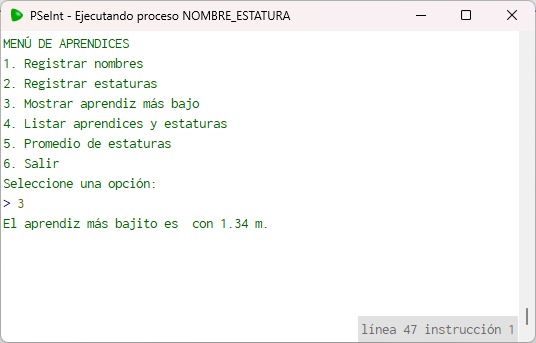 PSeInt - Ejecutando proceso NOMBRE_ESTATURA
MENÚ DE APRENDICES
1. Registrar nombres
2. Registrar estaturas
3. Mostrar aprendiz más bajo
4. Listar aprendices y estaturas
5. Promedio de estaturas
6. Salir
Seleccione una opción:
> 3
El aprendiz más bajito es  con 1.34 m.
línea 47 instrucción 1